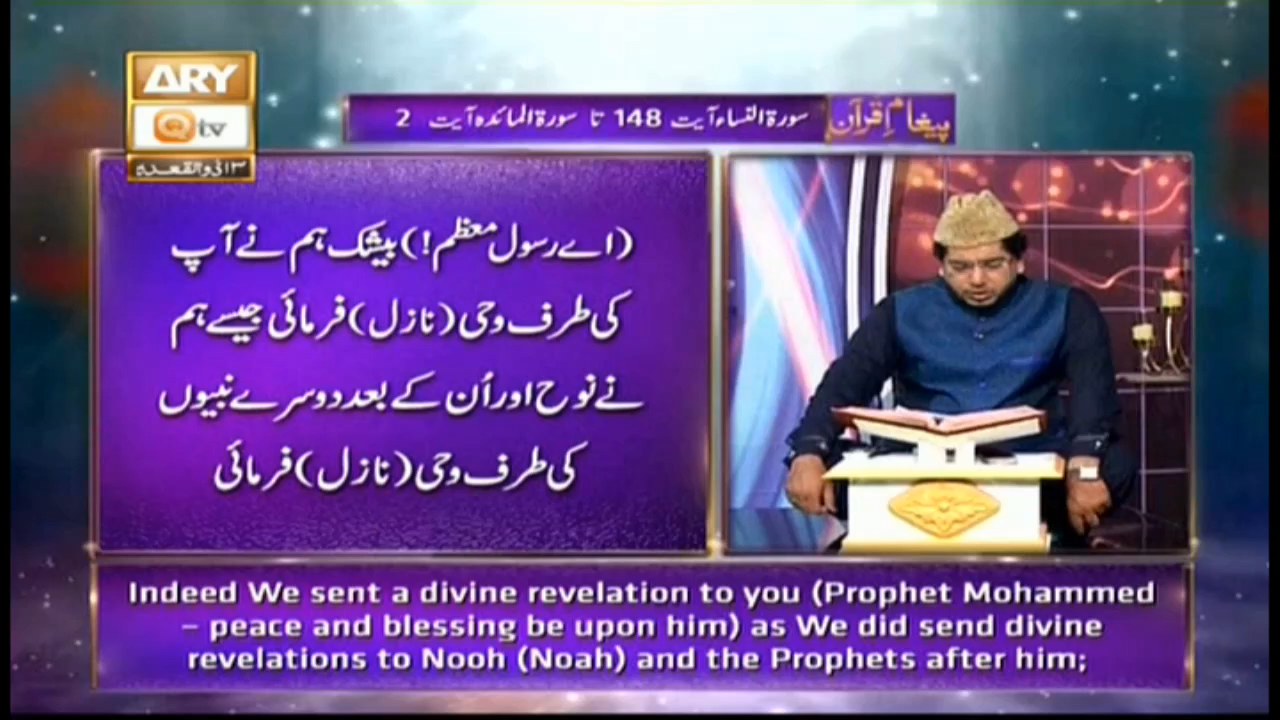 ARY
Qtv
۱۳ ذی القعدہ
پیغامِ قرآن
سورۃ النساء آیت 148 تا سورۃ المائدہ آیت 2
(اے رسول معظم!) بیشک ہم نے آپ
کی طرف وحی (نازل) فرمائی جیسے ہم
نے نوح اور اُن کے بعد دوسرے نبیوں
کی طرف وحی (نازل) فرمائی
Indeed We sent a divine revelation to you (Prophet Mohammed
– peace and blessing be upon him) as We did send divine
revelations to Nooh (Noah) and the Prophets after him;